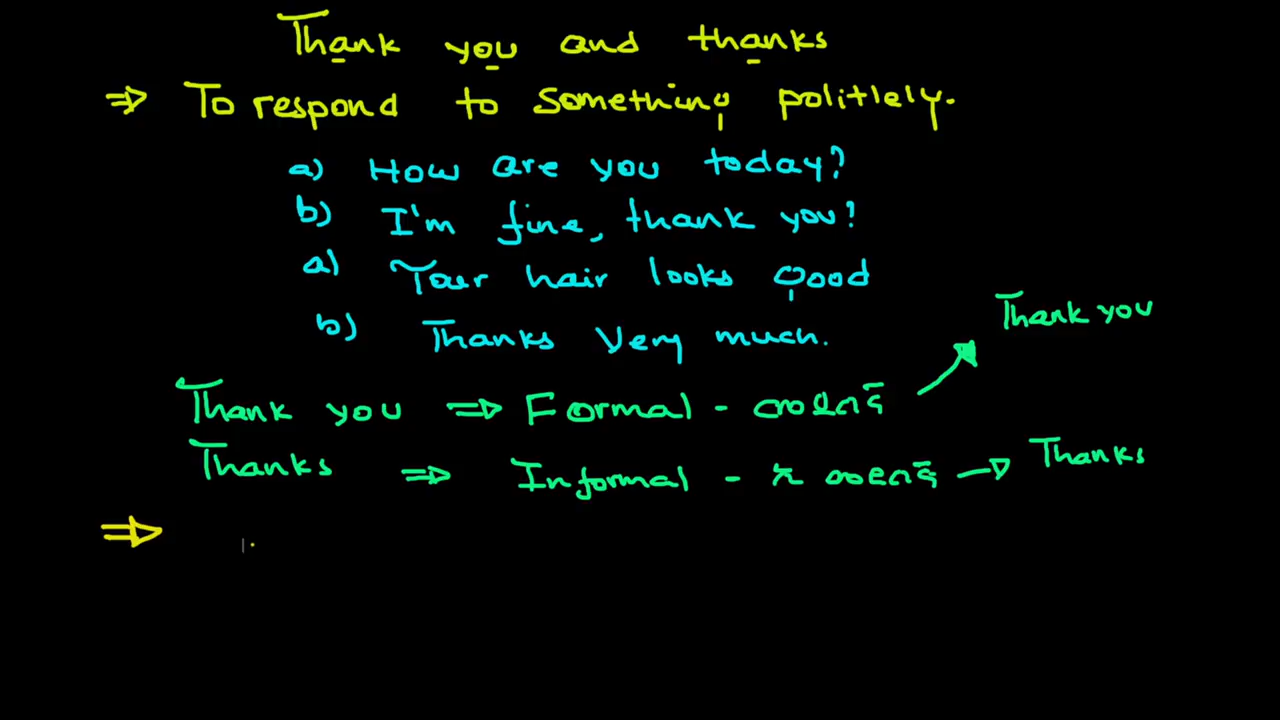 Thank you and thanks
⇒ To respond to something politlely.
a) How are you today?
b) I'm fine, thank you?
a) Your hair looks good
b) Thanks Very much.
Thank you
Thank you ⇒ Formal -
Thanks ⇒ Informal - → Thanks
⇒